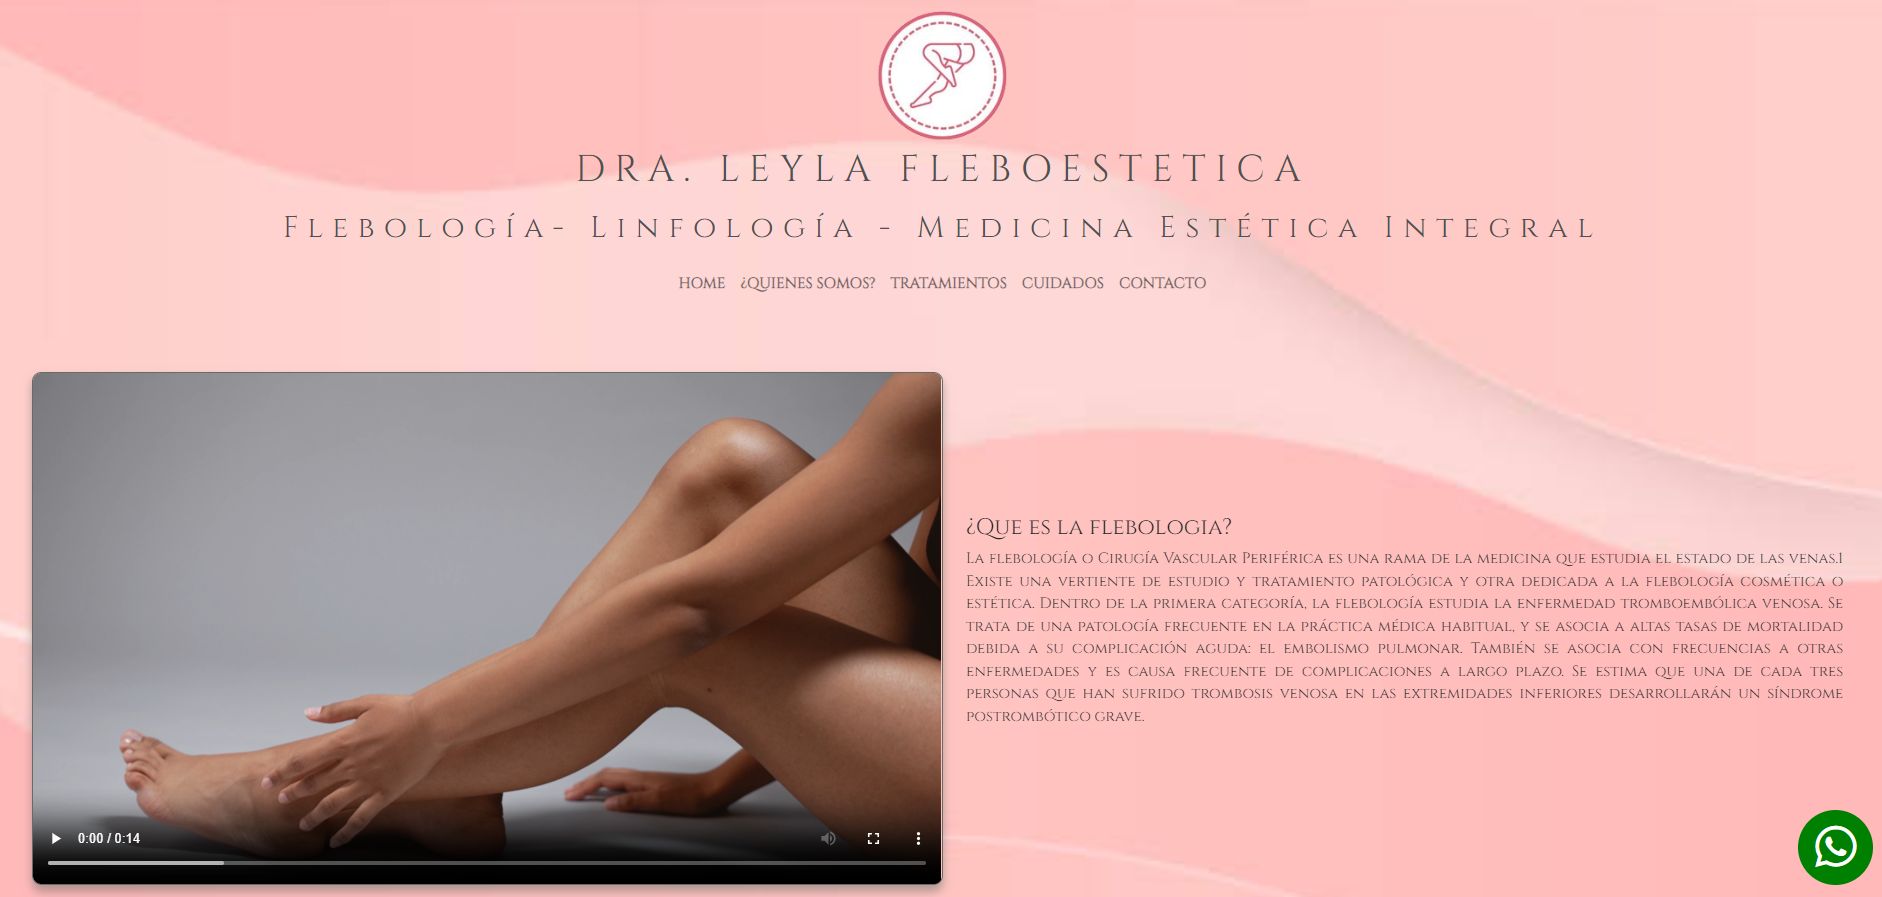 DRA. LEYLA FLEBOESTETICA
Flebología- Linfología - Medicina Estética Integral
HOME ¿QUIENES SOMOS? TRATAMIENTOS CUIDADOS CONTACTO
¿Que es la flebologia?
La flebología o Cirugía Vascular Periférica es una rama de la medicina que estudia el estado de las venas.1
Existe una vertiente de estudio y tratamiento patológica y otra dedicada a la flebología cosmética o
estética. Dentro de la primera categoría, la flebología estudia la enfermedad tromboembólica venosa. Se
trata de una patología frecuente en la práctica médica habitual, y se asocia a altas tasas de mortalidad
debida a su complicación aguda: el embolismo pulmonar. También se asocia con frecuencias a otras
enfermedades y es causa frecuente de complicaciones a largo plazo. Se estima que una de cada tres
personas que han sufrido trombosis venosa en las extremidades inferiores desarrollarán un síndrome
postrombótico grave.
0:00 / 0:14